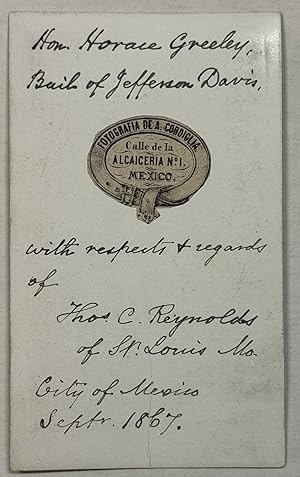 Hon. Horace Greeley,
Bail of Jefferson Davis,
FOTOGRAFIA DE A. CORDIGLIA.
Calle de la
ALCAICERIA Nº1.
MEXICO.
with respects & regards
of
Thos. C. Reynolds
of St. Louis Mo.
City of Mexico
Septr. 1867.